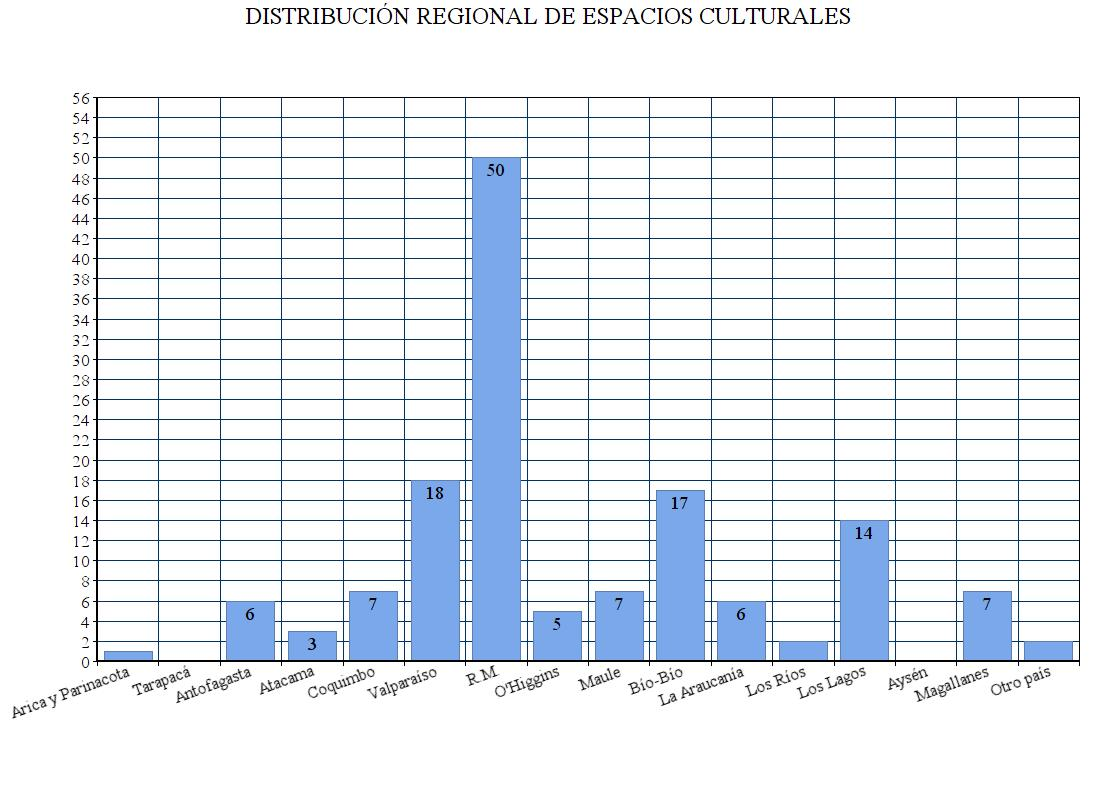 DISTRIBUCIÓN REGIONAL DE ESPACIOS CULTURALES
56
54
52
50
48
46
44
42
40
38
36
34
32
30
28
26
24
22
20
18
16
14
12
10
8
6
4
2
0
6
3
7
18
50
5
7
17
6
14
7
Arica y Parinacota
Tarapacá
Antofagasta
Atacama
Coquimbo
Valparaíso
R.M.
O'Higgins
Maule
Bío-Bío
La Araucanía
Los Ríos
Los Lagos
Aysén
Magallanes
Otro país